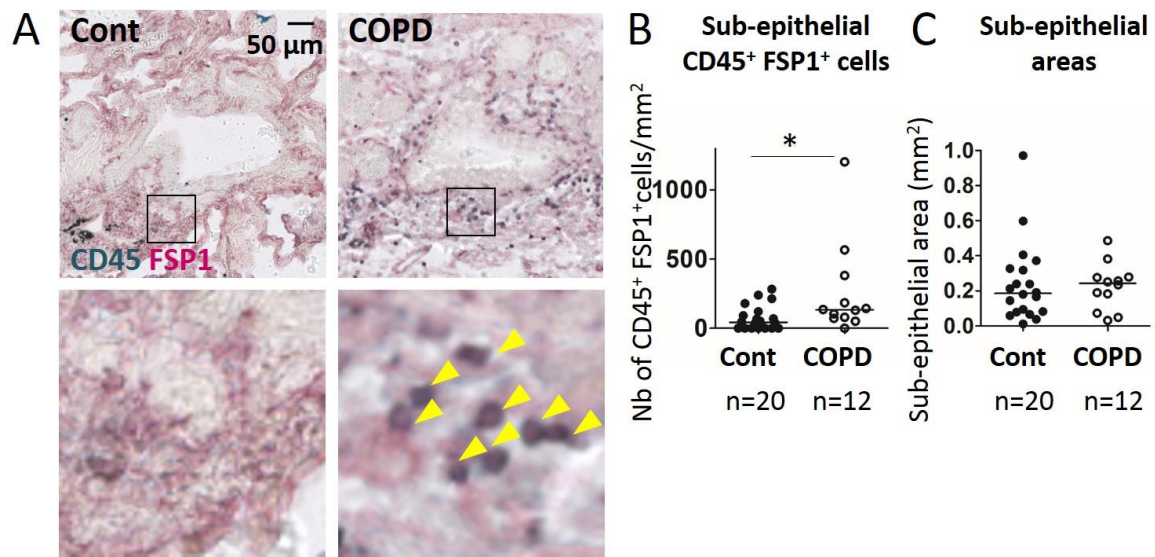 A
Cont
50 µm
COPD
CD45 FSP1
B
Sub-epithelial
CD45⁺ FSP1⁺ cells
Nb of CD45⁺ FSP1⁺cells/mm²
1000
500
0
*
Cont
COPD
n=20
n=12
C
Sub-epithelial
areas
Sub-epithelial area (mm²)
1.0
0.8
0.6
0.4
0.2
0.0
Cont
COPD
n=20
n=12